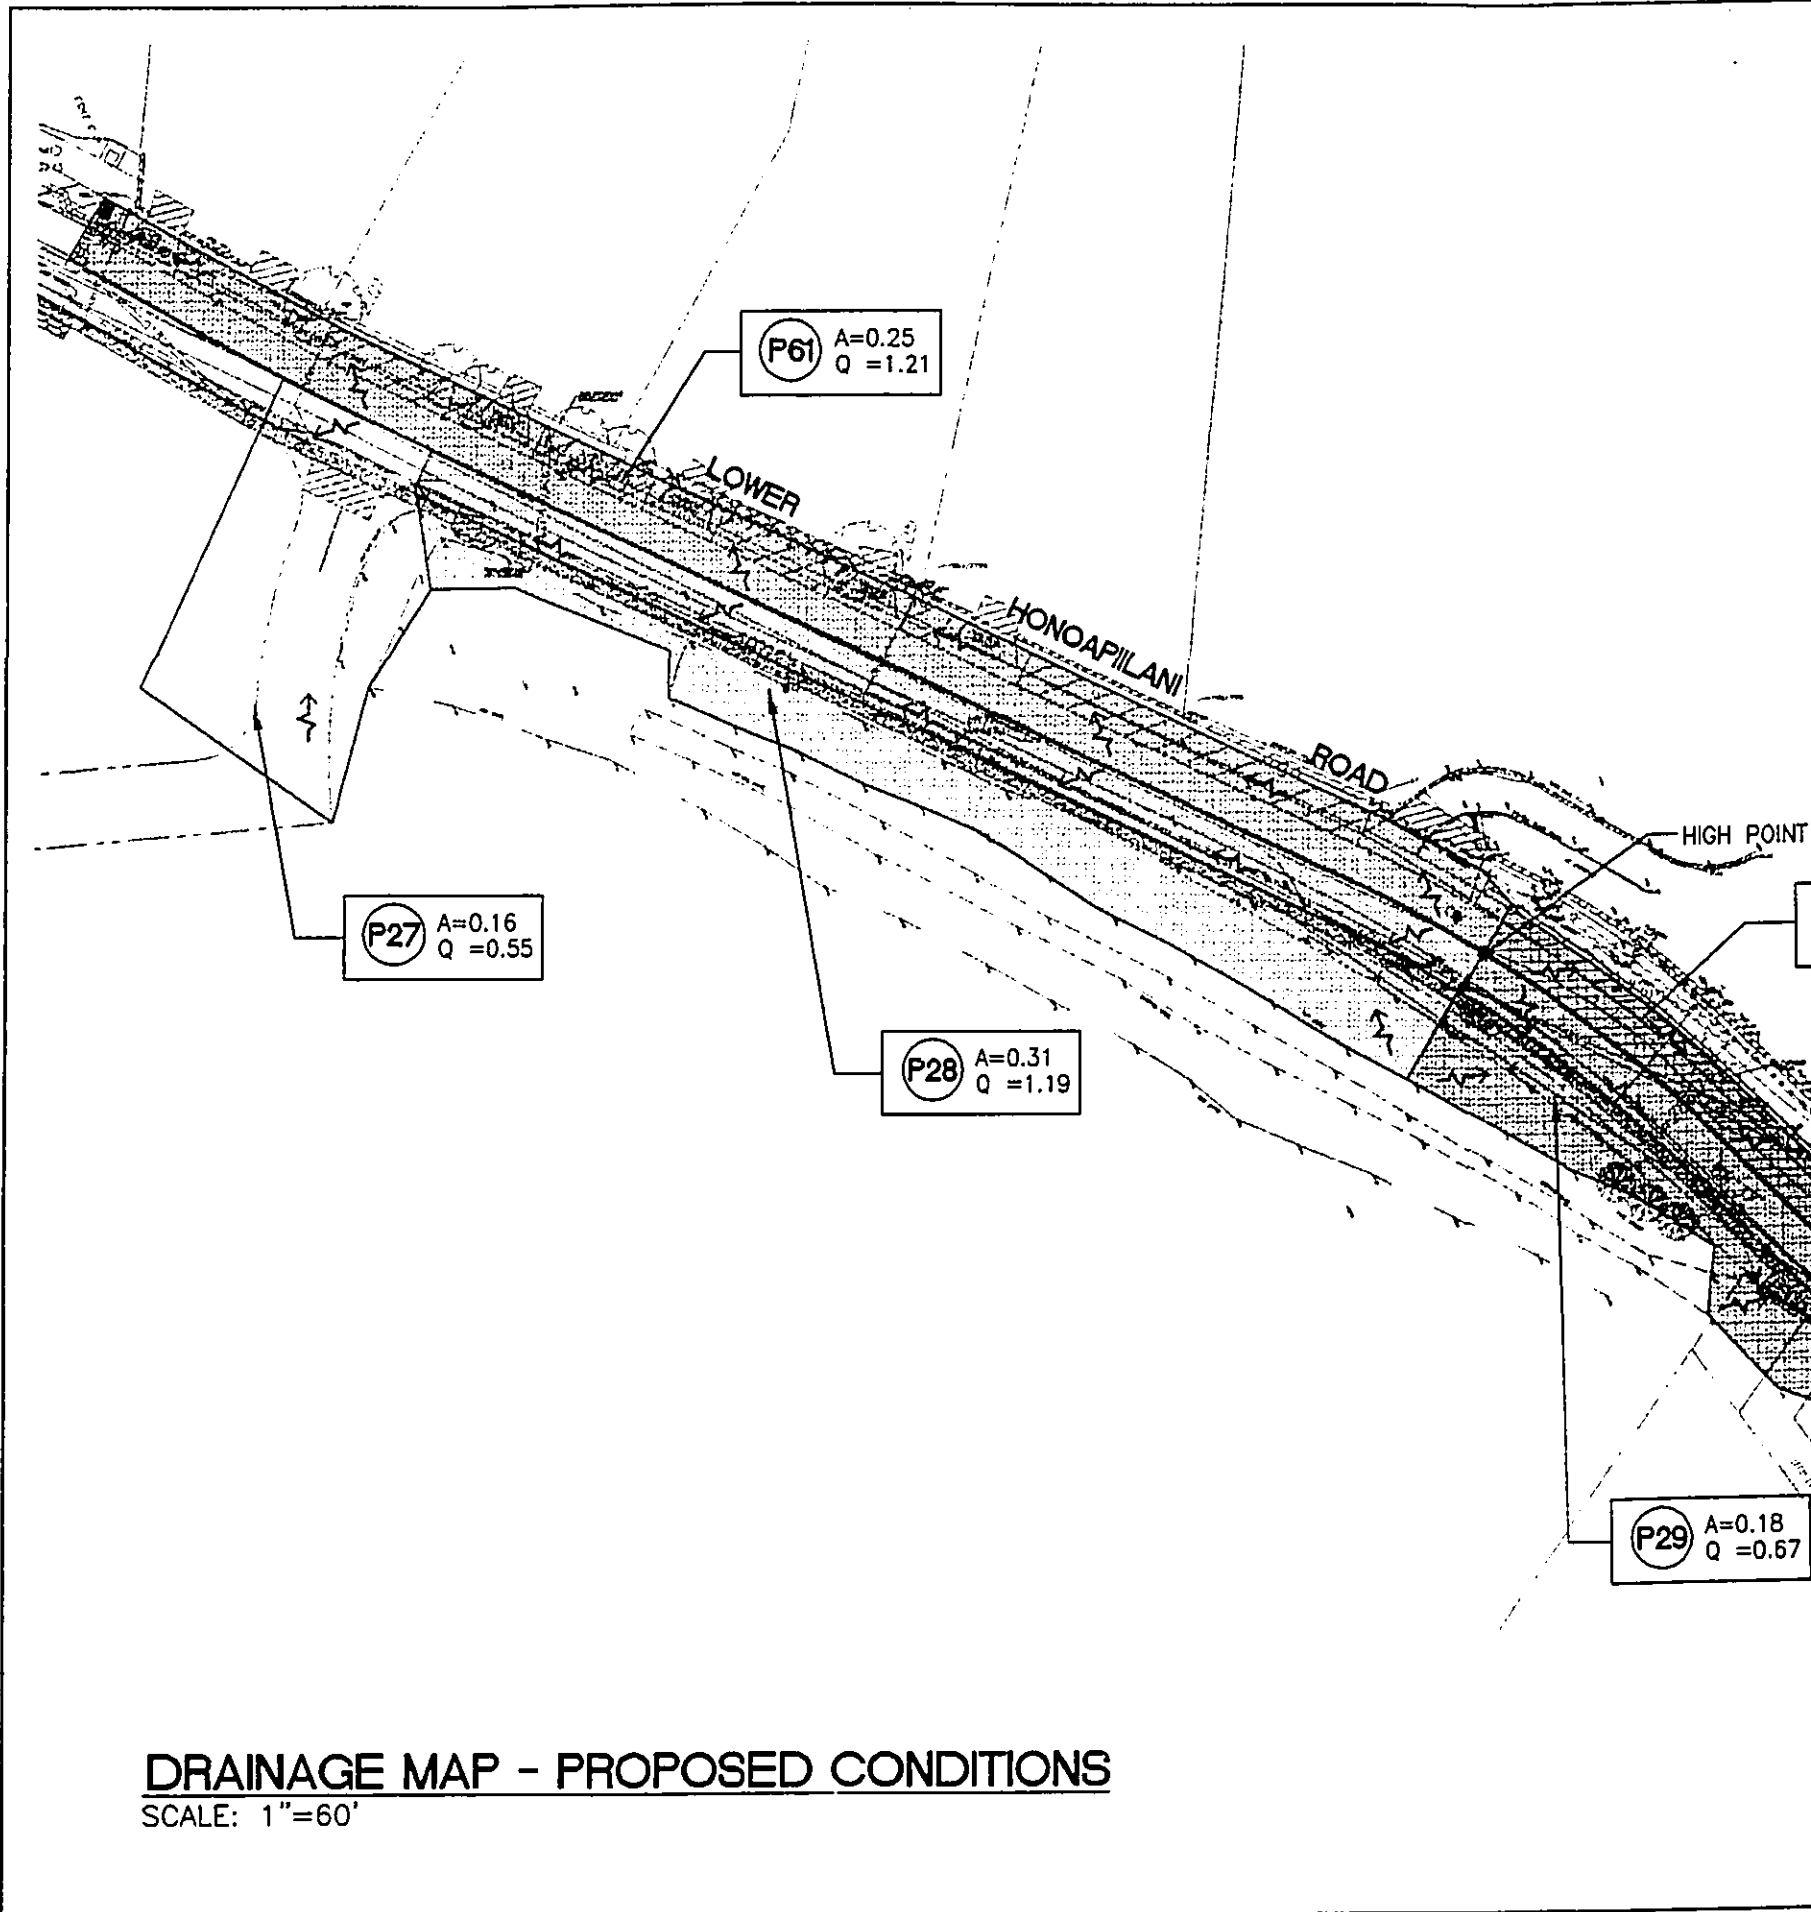 P61
A=0.25
Q =1.21
LOWER
HONOAPIILANI
ROAD
HIGH POINT
P27
A=0.16
Q =0.55
P28
A=0.31
Q =1.19
P29
A=0.18
Q =0.67
DRAINAGE MAP - PROPOSED CONDITIONS
SCALE: 1"=60'